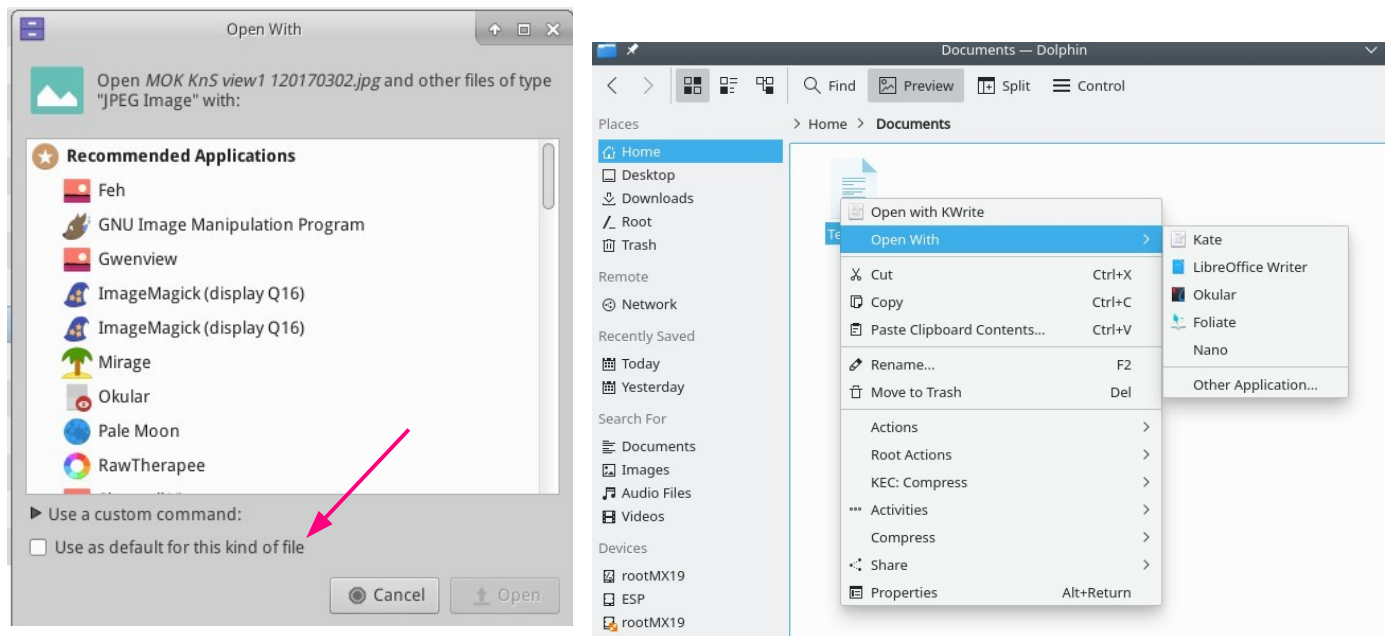 Open With
Open MOK KnS view1 120170302.jpg and other files of type
"JPEG Image" with:
Recommended Applications
Feh
GNU Image Manipulation Program
Gwenview
ImageMagick (display Q16)
ImageMagick (display Q16)
Mirage
Okular
Pale Moon
RawTherapee
Use a custom command:
Use as default for this kind of file
Cancel
Open
Documents — Dolphin
Find
Preview
Split
Control
Places
Home
Desktop
Downloads
Root
Trash
Remote
Network
Recently Saved
Today
Yesterday
Search For
Documents
Images
Audio Files
Videos
Devices
rootMX19
ESP
rootMX19
> Home > Documents
Te
Open with KWrite
Open With
Cut Ctrl+X
Copy Ctrl+C
Paste Clipboard Contents... Ctrl+V
Rename... F2
Move to Trash Del
Actions
Root Actions
KEC: Compress
Activities
Compress
Share
Properties Alt+Return
Kate
LibreOffice Writer
Okular
Foliate
Nano
Other Application...